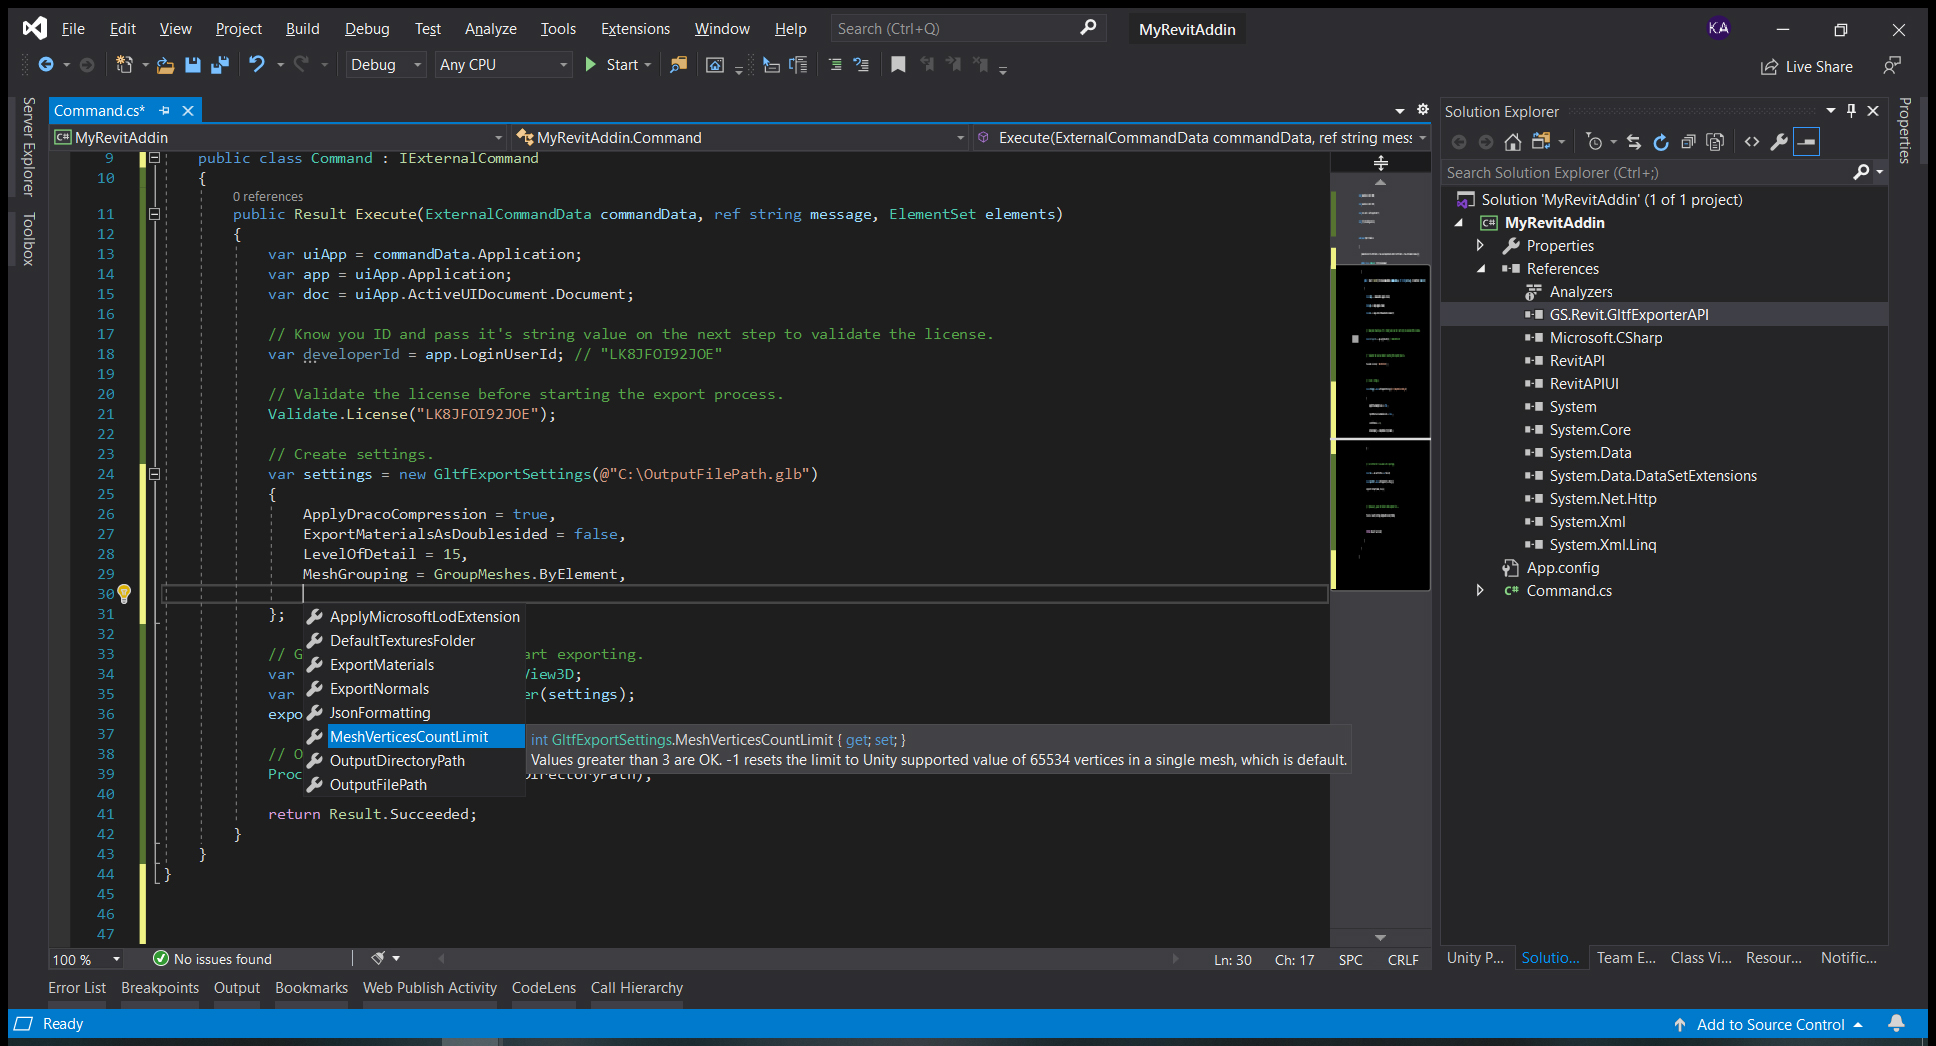 File Edit View Project Build Debug Test Analyze Tools Extensions Window Help Search (Ctrl+Q) MyRevitAddin KA
Debug Any CPU Start Live Share
Server Explorer
Toolbox
Command.cs*
MyRevitAddin MyRevitAddin.Command Execute(ExternalCommandData commandData, ref string mess
9 public class Command : IExternalCommand
10 {
0 references
11 public Result Execute(ExternalCommandData commandData, ref string message, ElementSet elements)
12 {
13 var uiApp = commandData.Application;
14 var app = uiApp.Application;
15 var doc = uiApp.ActiveUIDocument.Document;
16
17 // Know you ID and pass it's string value on the next step to validate the license.
18 var developerId = app.LoginUserId; // "LK8JFOI92JOE"
19
20 // Validate the license before starting the export process.
21 Validate.License("LK8JFOI92JOE");
22
23 // Create settings.
24 var settings = new GltfExportSettings(@"C:\OutputFilePath.glb")
25 {
26 ApplyDracoCompression = true,
27 ExportMaterialsAsDoublesided = false,
28 LevelOfDetail = 15,
29 MeshGrouping = GroupMeshes.ByElement,
30
31 };
32
33 // G art exporting.
34 var View3D;
35 var er(settings);
36 expo
37
38 // O
39 Proc DirectoryPath);
40
41 return Result.Succeeded;
42 }
43 }
44 }
45
46
47
ApplyMicrosoftLodExtension
DefaultTexturesFolder
ExportMaterials
ExportNormals
JsonFormatting
MeshVerticesCountLimit
OutputDirectoryPath
OutputFilePath
int GltfExportSettings.MeshVerticesCountLimit { get; set; }
Values greater than 3 are OK. -1 resets the limit to Unity supported value of 65534 vertices in a single mesh, which is default.
100 % No issues found Ln: 30 Ch: 17 SPC CRLF
Solution Explorer
Search Solution Explorer (Ctrl+;)
Solution 'MyRevitAddin' (1 of 1 project)
C# MyRevitAddin
Properties
References
Analyzers
GS.Revit.GltfExporterAPI
Microsoft.CSharp
RevitAPI
RevitAPIUI
System
System.Core
System.Data
System.Data.DataSetExtensions
System.Net.Http
System.Xml
System.Xml.Linq
App.config
C# Command.cs
Properties
Unity P... Solutio... Team E... Class Vi... Resour... Notific...
Error List Breakpoints Output Bookmarks Web Publish Activity CodeLens Call Hierarchy
Ready Add to Source Control